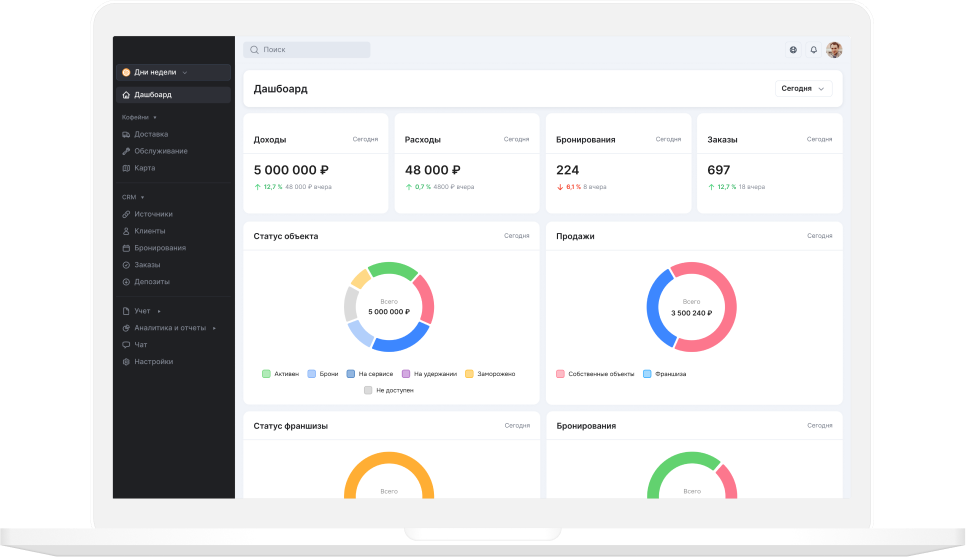 Поиск
Дни недели
Дашбоард
Кофейни
Доставка
Обслуживание
Карта
CRM
Источники
Клиенты
Бронирования
Заказы
Депозиты
Учет
Аналитика и отчеты
Чат
Настройки
Дашбоард
Сегодня
Доходы Сегодня
5 000 000 ₽
12,7 % 48 000 ₽ вчера
Расходы Сегодня
48 000 ₽
0,7 % 4800 ₽ вчера
Бронирования Сегодня
224
6,1 % 8 вчера
Заказы Сегодня
697
12,7 % 18 вчера
Статус объекта Сегодня
Всего
5 000 000 ₽
Активен Брони На сервисе На удержании Заморожено
Не доступен
Продажи Сегодня
Всего
3 500 240 ₽
Собственные объекты Франшиза
Статус франшизы Сегодня
Всего
Бронирования Сегодня
Всего